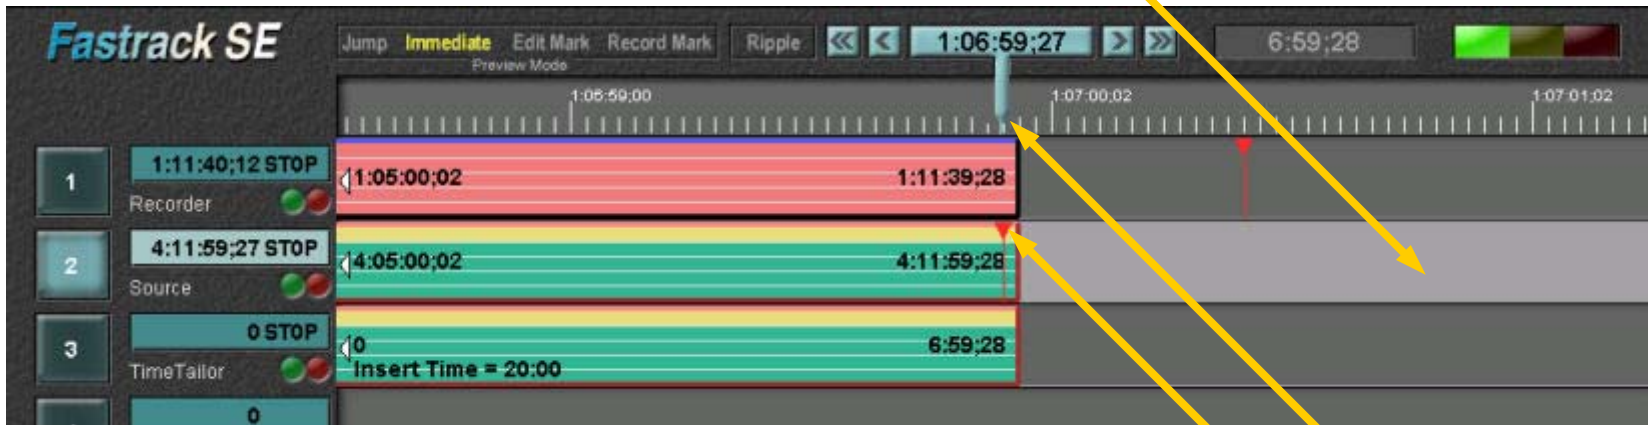 Fastrack SE
Jump Immediate Edit Mark Record Mark Ripple << < 1:06:59;27 > >> 6:59;28
Preview Mode
1:06:59;00 1:07:00;02 1:07:01;02
1 1:11:40;12 STOP 1:05:00;02 1:11:39;28
Recorder
2 4:11:59;27 STOP 4:05:00;02 4:11:59;28
Source
3 0 STOP 0 6:59;28
TimeTailor Insert Time = 20:00
0